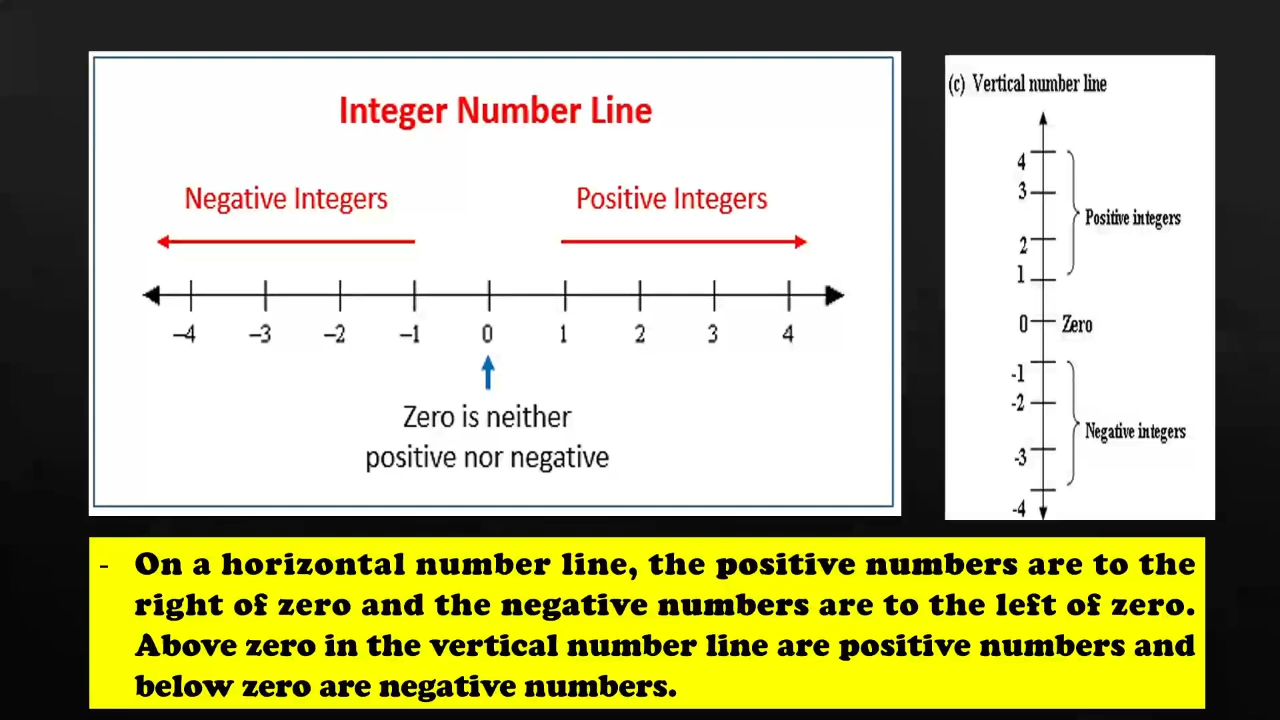 Integer Number Line
Negative Integers
Positive Integers
–4 –3 –2 –1 0 1 2 3 4
Zero is neither
positive nor negative
(c) Vertical number line
4
3
Positive integers
2
1
0 Zero
-1
-2
Negative integers
-3
-4
- On a horizontal number line, the positive numbers are to the
right of zero and the negative numbers are to the left of zero.
Above zero in the vertical number line are positive numbers and
below zero are negative numbers.